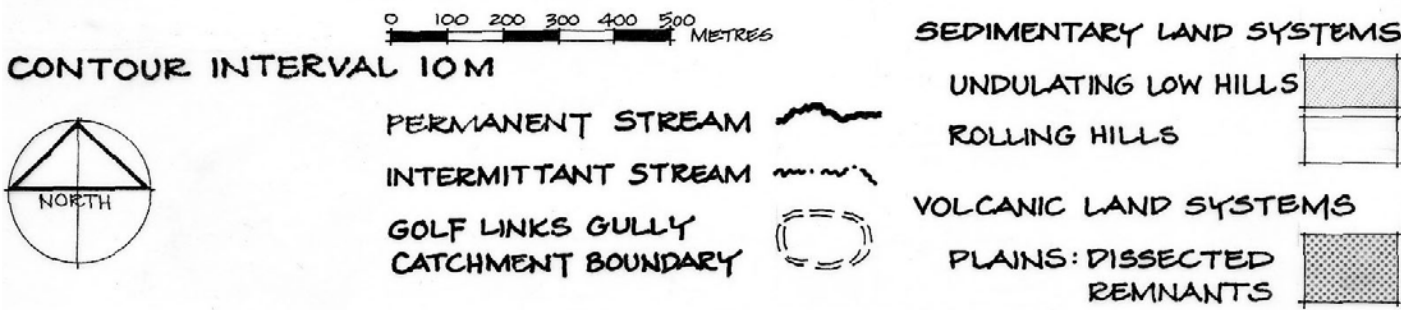 0 100 200 300 400 500 METRES
CONTOUR INTERVAL 10M
NORTH
PERMANENT STREAM
INTERMITTANT STREAM
GOLF LINKS GULLY
CATCHMENT BOUNDARY
SEDIMENTARY LAND SYSTEMS
UNDULATING LOW HILLS
ROLLING HILLS
VOLCANIC LAND SYSTEMS
PLAINS: DISSECTED
REMNANTS